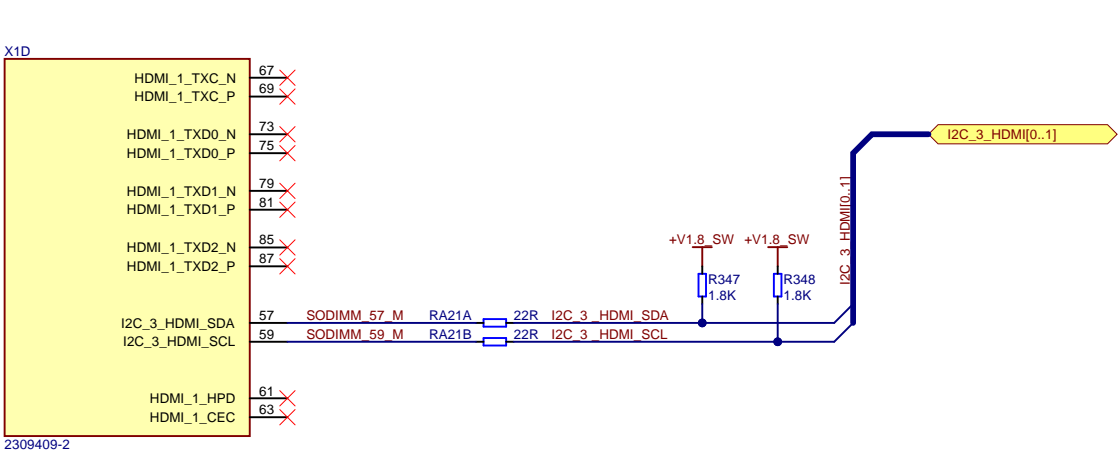 X1D
HDMI_1_TXC_N 67
HDMI_1_TXC_P 69
HDMI_1_TXD0_N 73
HDMI_1_TXD0_P 75
I2C_3_HDMI[0..1]
HDMI_1_TXD1_N 79
HDMI_1_TXD1_P 81
I2C_3_HDMI[0..1]
HDMI_1_TXD2_N 85
+V1.8_SW +V1.8_SW
HDMI_1_TXD2_P 87
R347 R348
1.8K 1.8K
I2C_3_HDMI_SDA 57 SODIMM_57_M RA21A 22R I2C_3_HDMI_SDA
I2C_3_HDMI_SCL 59 SODIMM_59_M RA21B 22R I2C_3_HDMI_SCL
HDMI_1_HPD 61
HDMI_1_CEC 63
2309409-2